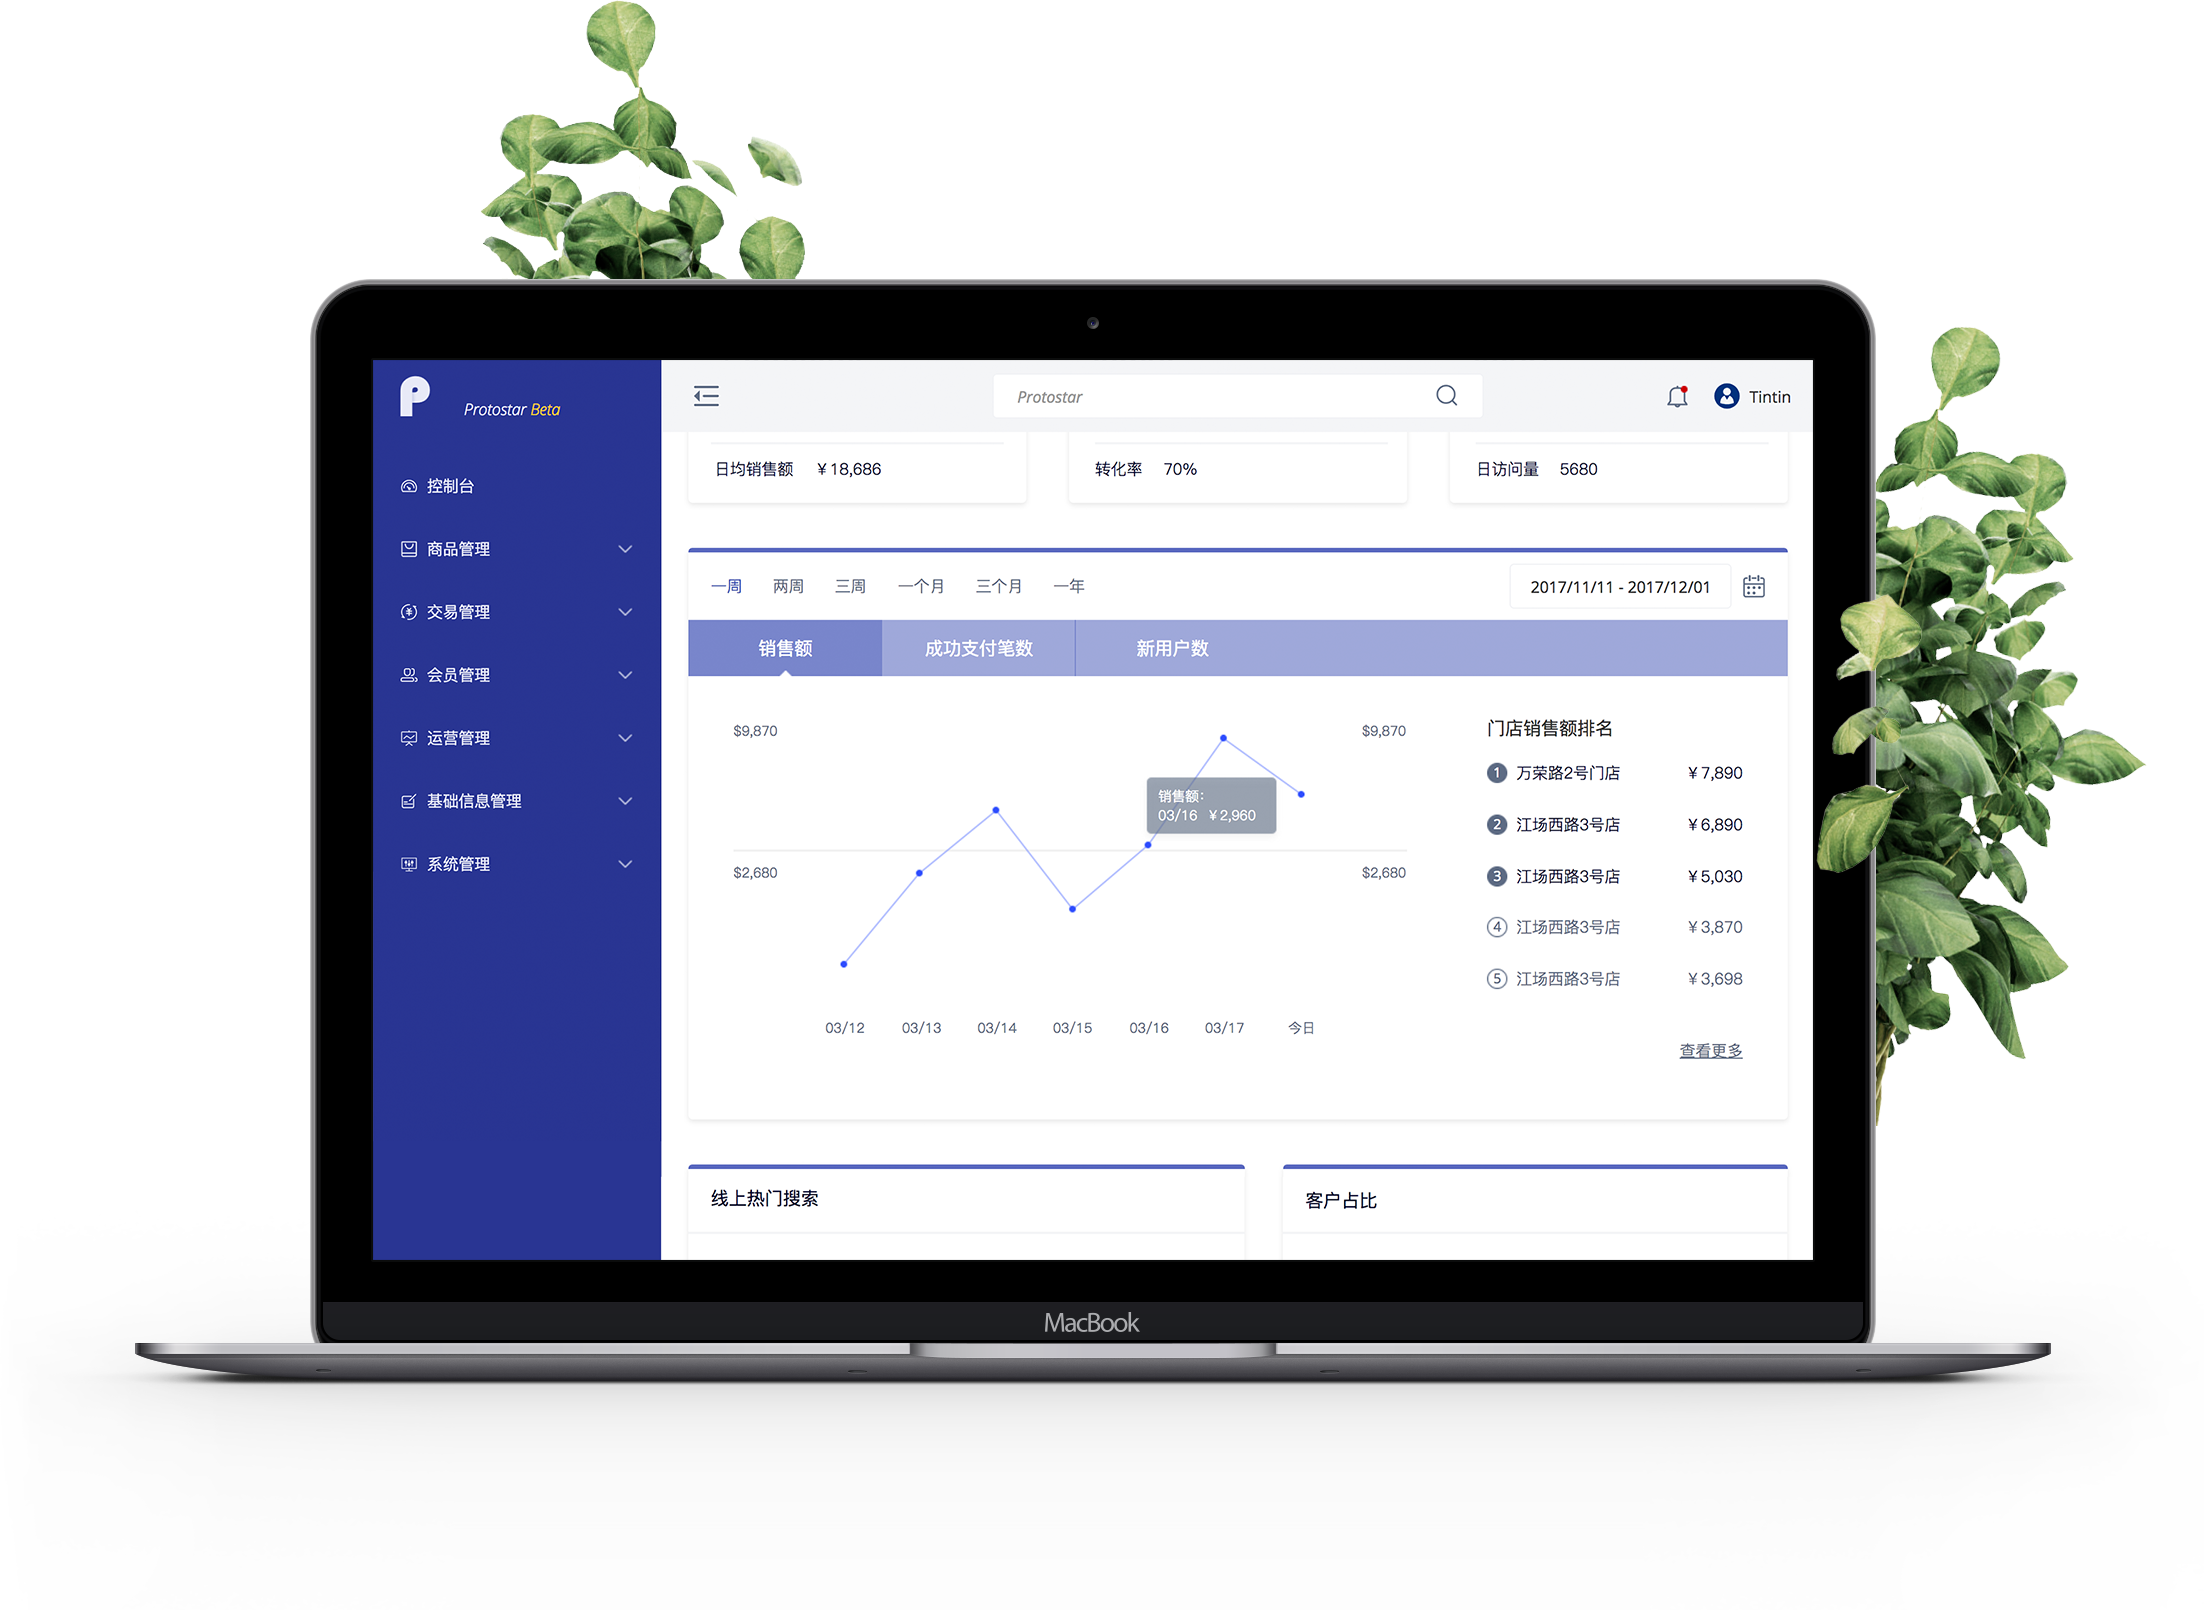 P
Protostar Beta
Protostar
Tintin
控制台
商品管理
交易管理
会员管理
运营管理
基础信息管理
系统管理
日均销售额 ¥18,686
转化率 70%
日访问量 5680
一周 两周 三周 一个月 三个月 一年
2017/11/11 - 2017/12/01
销售额 成功支付笔数 新用户数
$9,870
$9,870
$2,680
$2,680
销售额:
03/16 ¥2,960
03/12 03/13 03/14 03/15 03/16 03/17 今日
门店销售额排名
1 万荣路2号门店 ¥7,890
2 江场西路3号店 ¥6,890
3 江场西路3号店 ¥5,030
4 江场西路3号店 ¥3,870
5 江场西路3号店 ¥3,698
查看更多
线上热门搜索
客户占比
MacBook